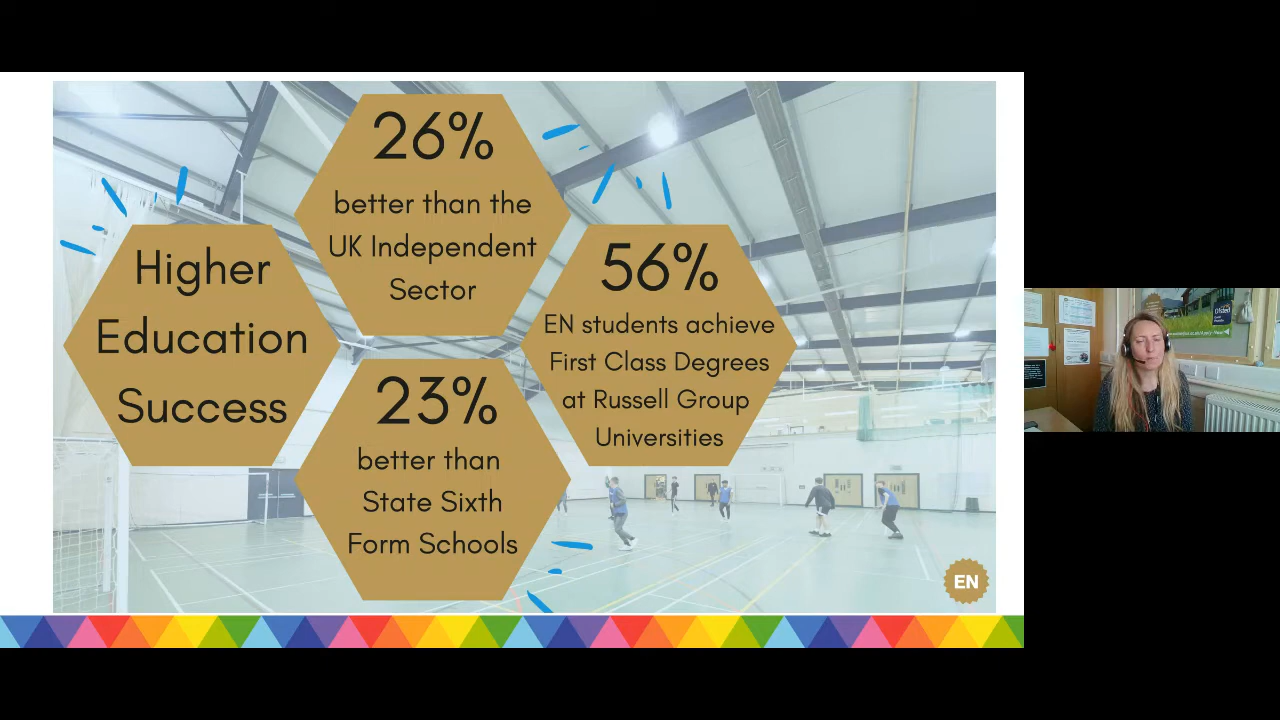 Higher
Education
Success
26%
better than the
UK Independent
Sector
56%
EN students achieve
First Class Degrees
at Russell Group
Universities
23%
better than
State Sixth
Form Schools
EN
Ofsted